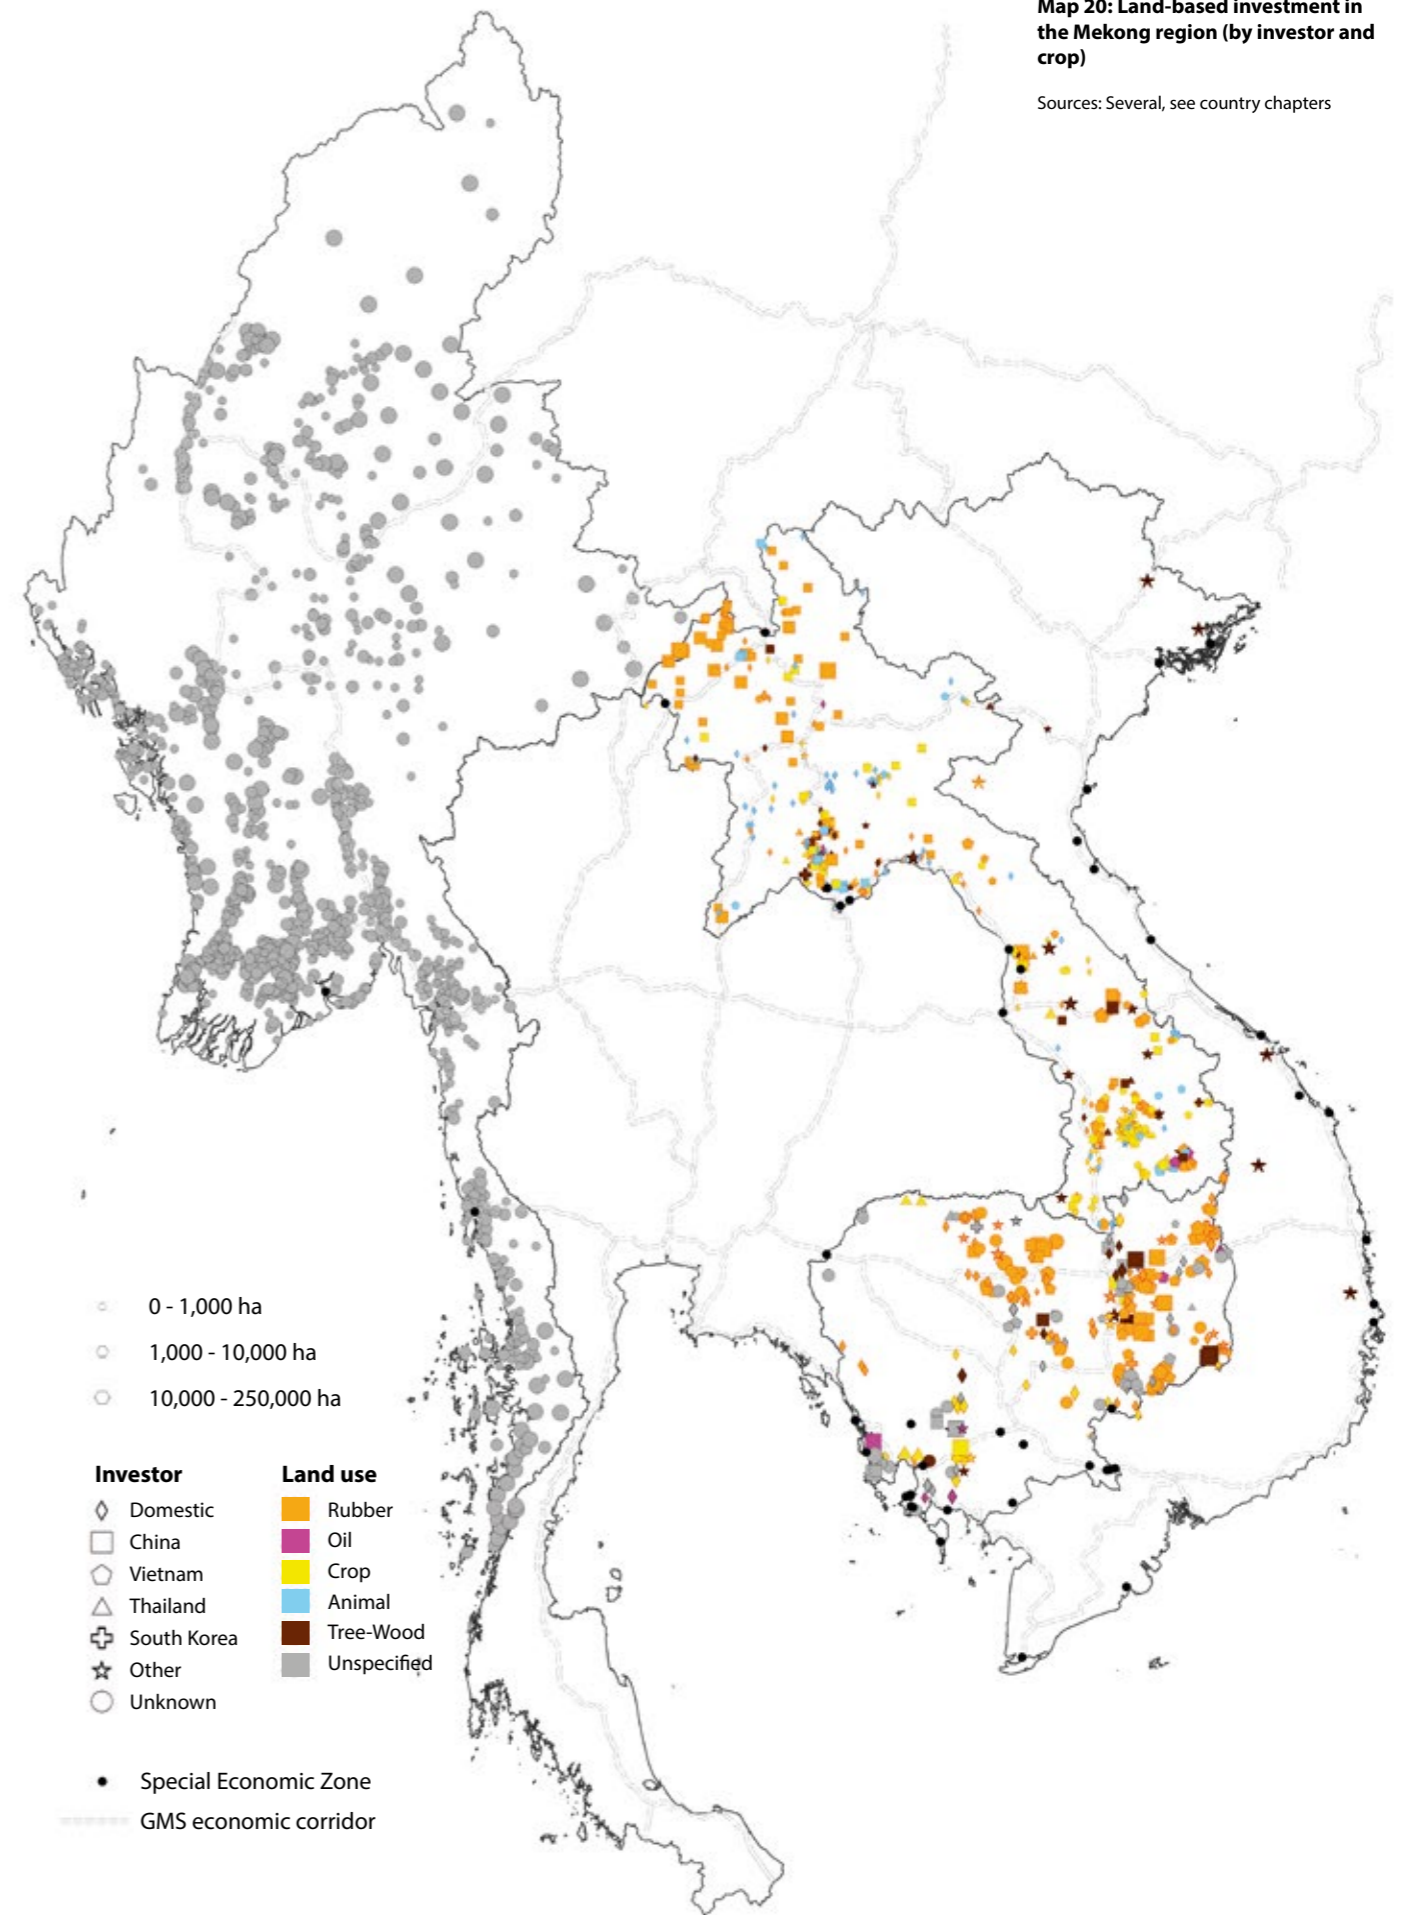 Map 20: Land-based investment in
the Mekong region (by investor and
crop)
Sources: Several, see country chapters
0 - 1,000 ha
1,000 - 10,000 ha
10,000 - 250,000 ha
Investor
Domestic
China
Vietnam
Thailand
South Korea
Other
Unknown
Land use
Rubber
Oil
Crop
Animal
Tree-Wood
Unspecified
Special Economic Zone
GMS economic corridor